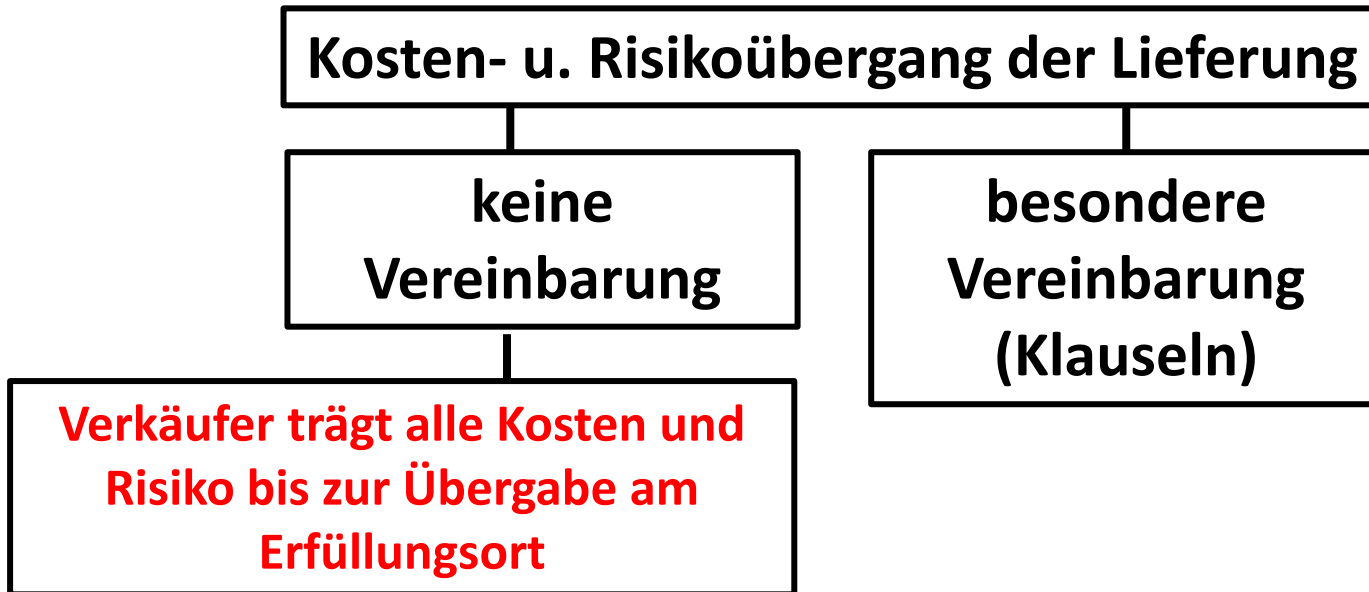 Kosten- u. Risikoübergang der Lieferung
keine
Vereinbarung
besondere
Vereinbarung
(Klauseln)
Verkäufer trägt alle Kosten und
Risiko bis zur Übergabe am
Erfüllungsort